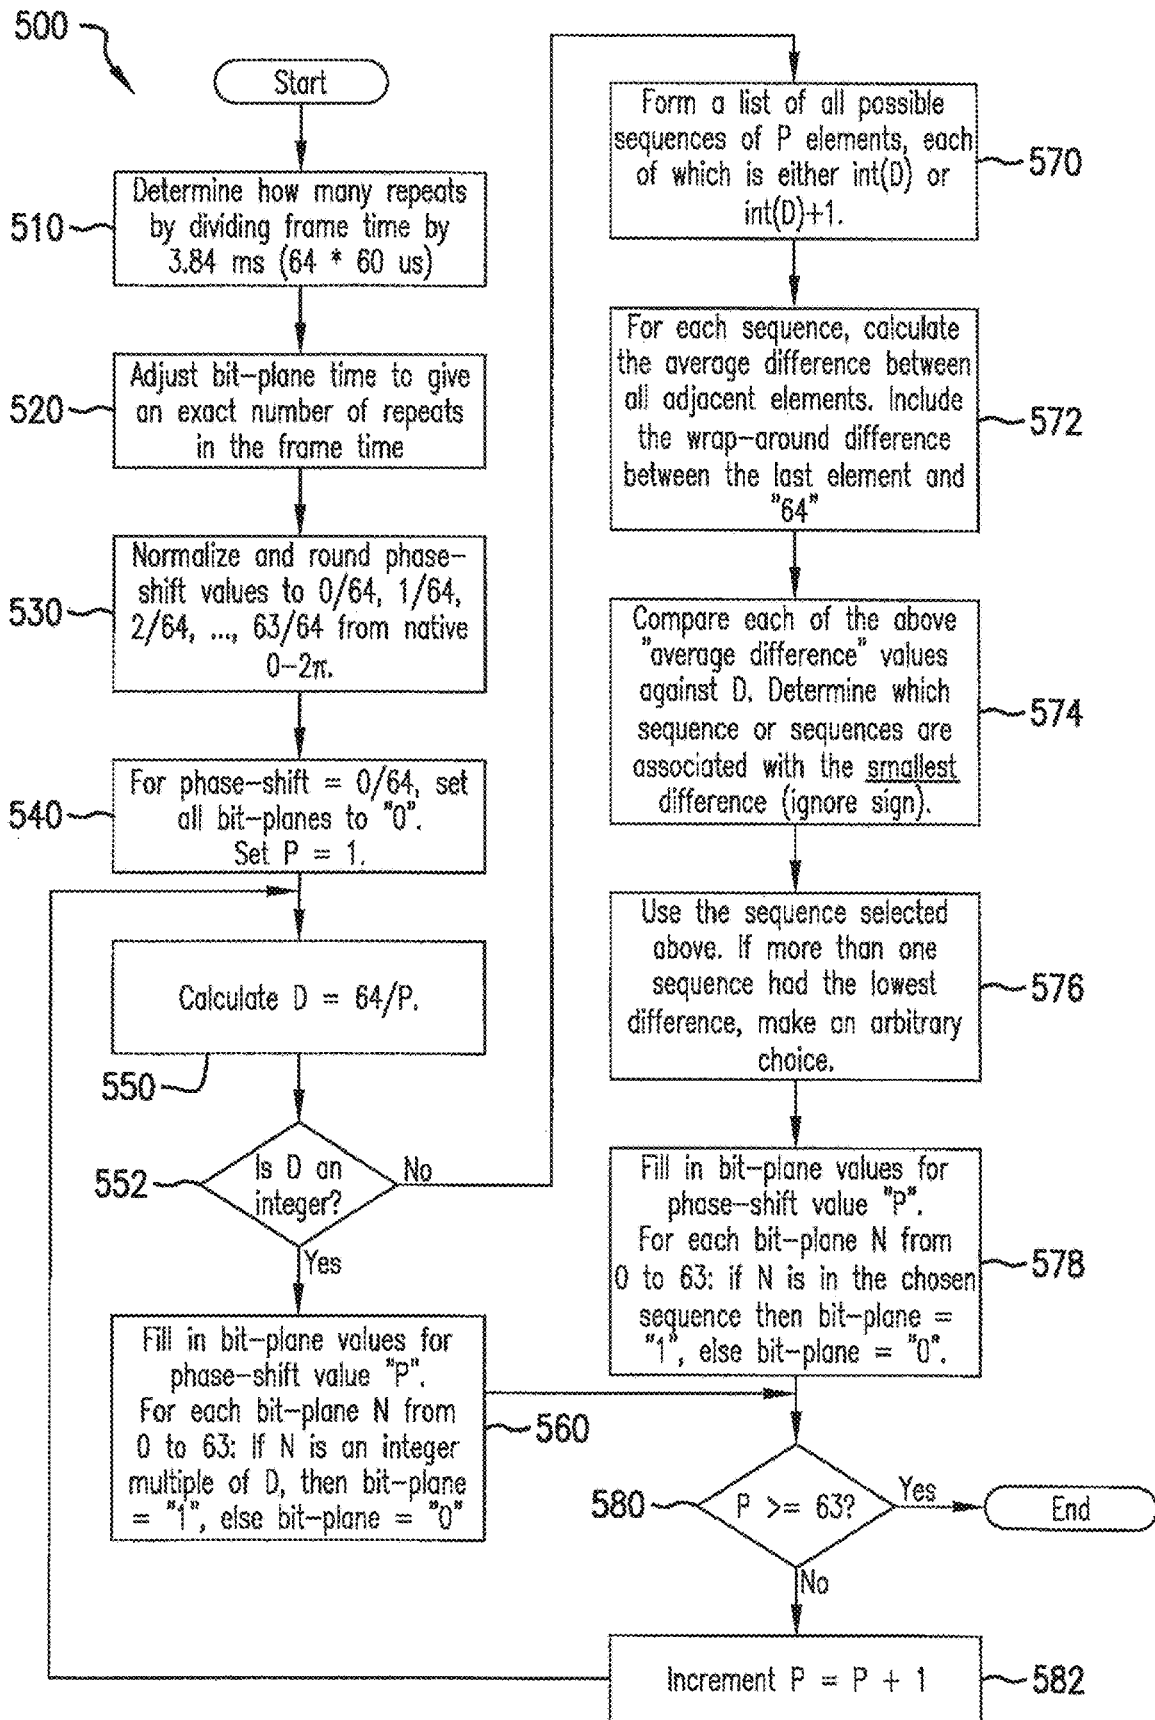 500
Start
510
Determine how many repeats
by dividing frame time by
3.84 ms (64 * 60 us)
520
Adjust bit-plane time to give
an exact number of repeats
in the frame time
530
Normalize and round phase-
shift values to 0/64, 1/64,
2/64, ..., 63/64 from native
0-2π.
540
For phase-shift = 0/64, set
all bit-planes to "0".
Set P = 1.
Calculate D = 64/P.
550
552
Is D an
integer?
No
Yes
Fill in bit-plane values for
phase-shift value "P".
For each bit-plane N from
0 to 63: If N is an integer
multiple of D, then bit-plane
= "1", else bit-plane = "0"
560
Form a list of all possible
sequences of P elements, each
of which is either int(D) or
int(D)+1.
570
For each sequence, calculate
the average difference between
all adjacent elements. Include
the wrap-around difference
between the last element and
"64"
572
Compare each of the above
"average difference" values
against D. Determine which
sequence or sequences are
associated with the smallest
difference (ignore sign).
574
Use the sequence selected
above. If more than one
sequence had the lowest
difference, make an arbitrary
choice.
576
Fill in bit-plane values for
phase-shift value "P".
For each bit-plane N from
0 to 63: if N is in the chosen
sequence then bit-plane =
"1", else bit-plane = "0".
578
580
P >= 63?
Yes
End
No
Increment P = P + 1
582